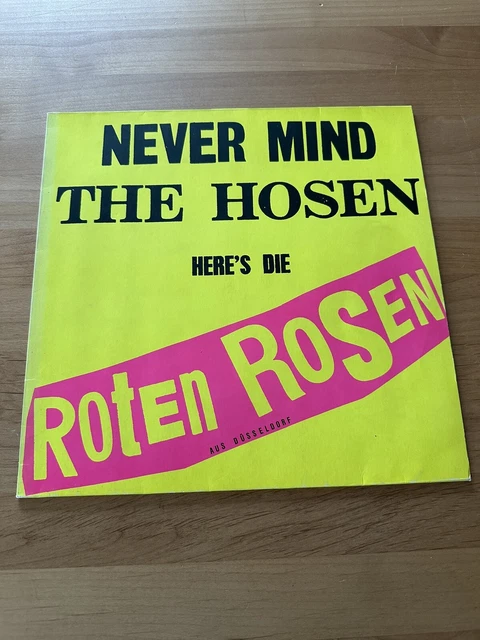 NEVER MIND
THE HOSEN
HERE'S DIE
ROtEn ROSEN
AUS DÜSSELDORF